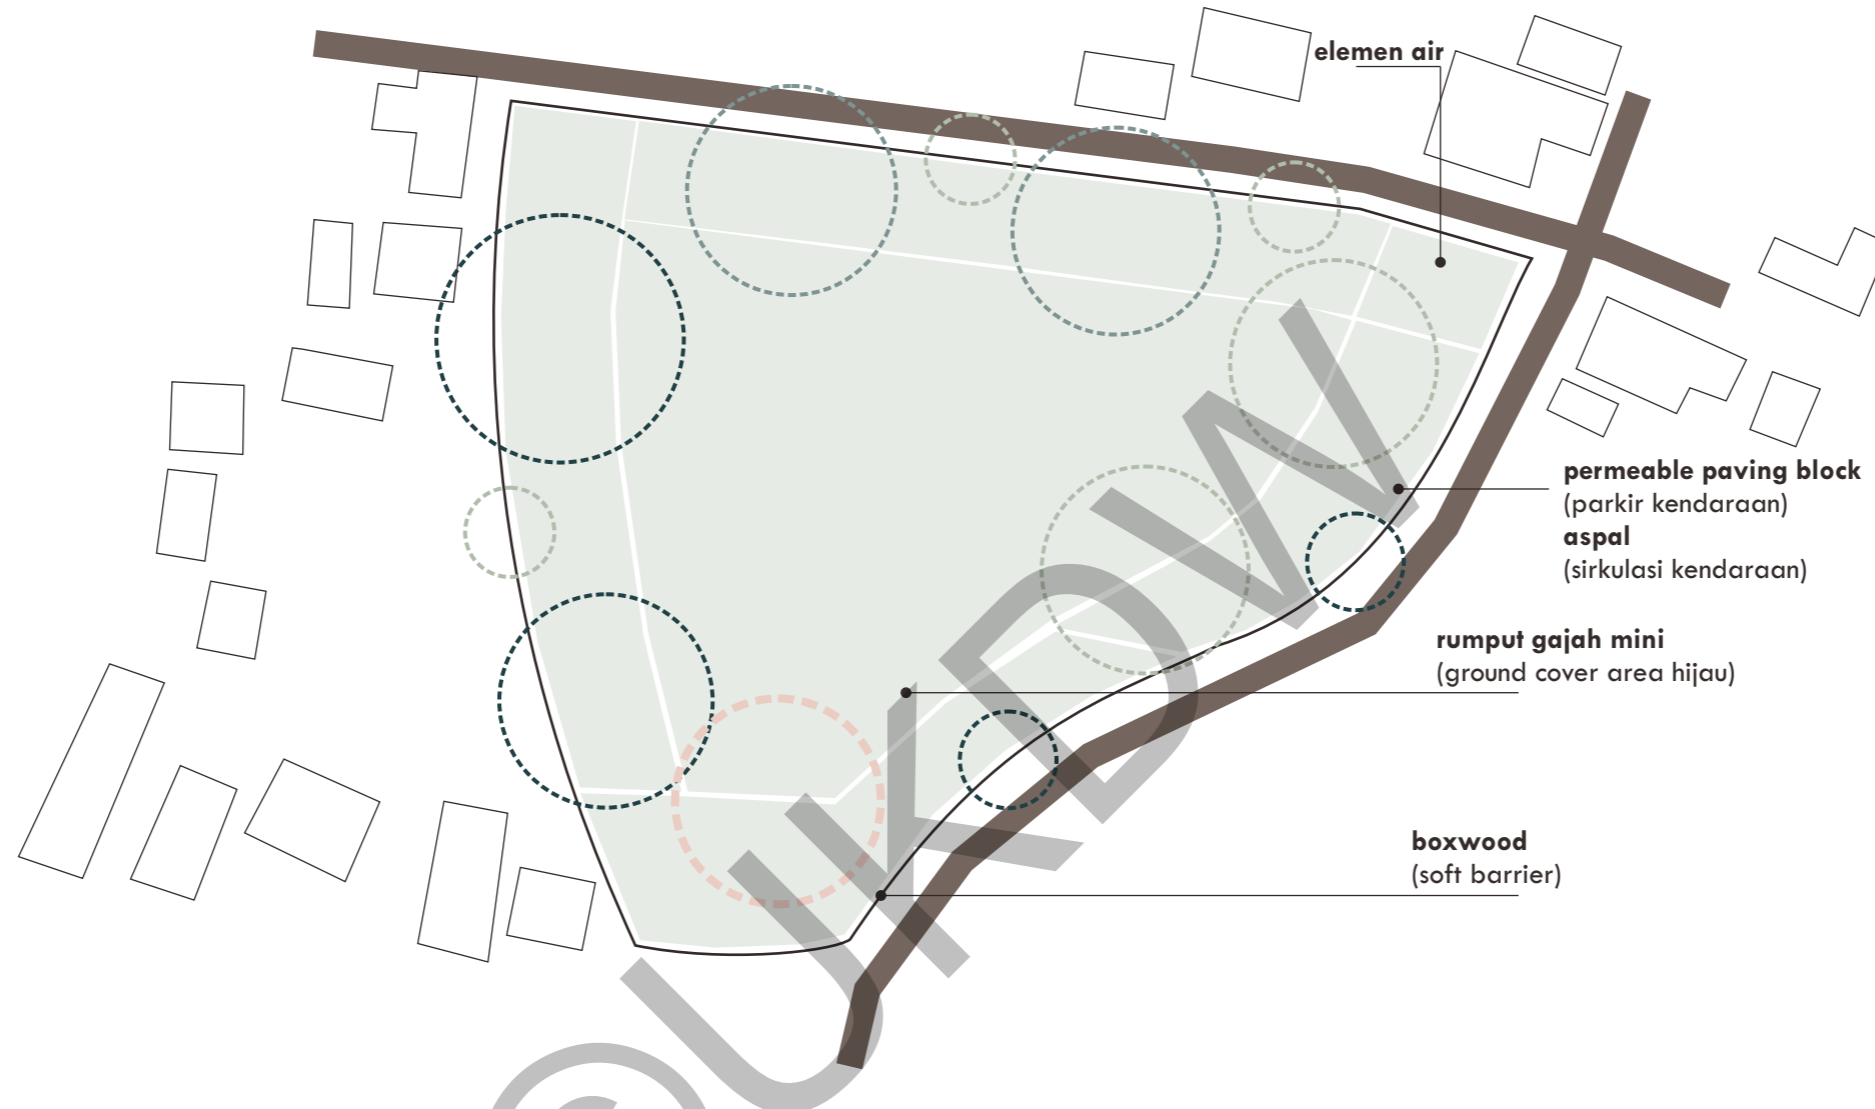 elemen air
permeable paving block
(parkir kendaraan)
aspal
(sirkulasi kendaraan)
rumput gajah mini
(ground cover area hijau)
boxwood
(soft barrier)
©UKDW